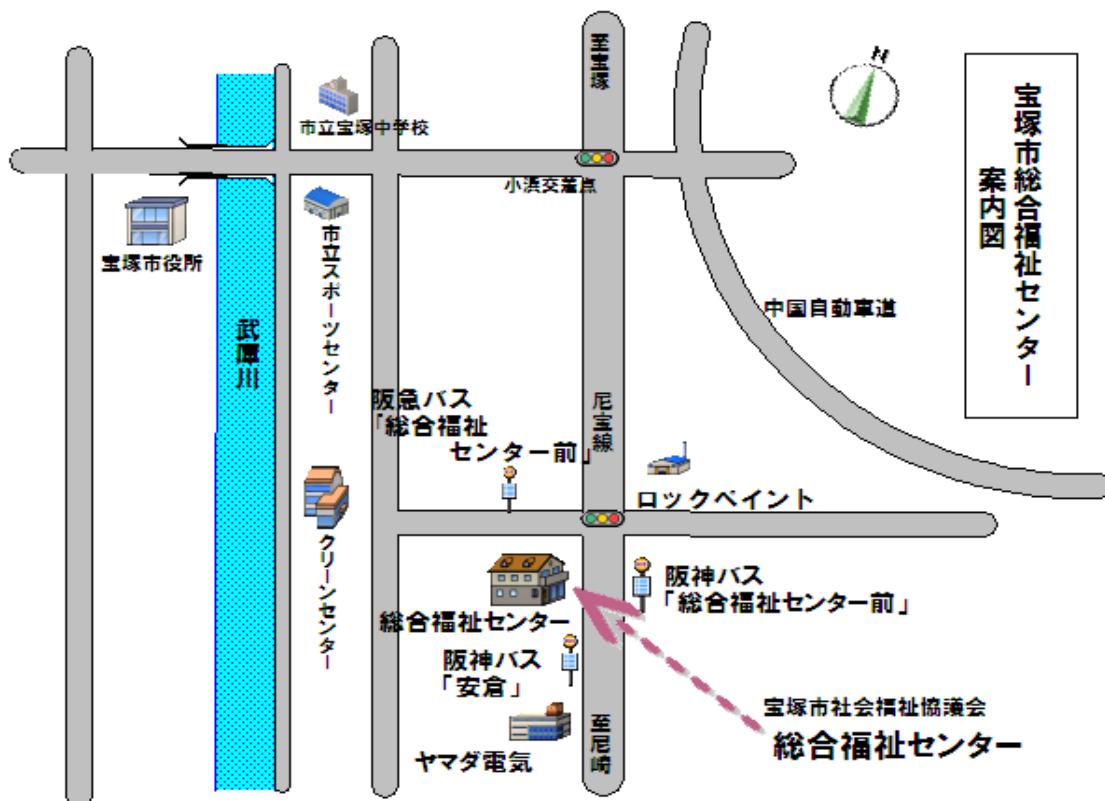 宝塚市総合福祉センター
案内図
N
至宝塚
市立宝塚中学校
小浜交差点
宝塚市役所
市立スポーツセンター
武庫川
中国自動車道
阪急バス
「総合福祉
センター前」
尼宝線
ロックペイント
クリーンセンター
総合福祉センター
阪神バス
「総合福祉センター前」
阪神バス
「安倉」
ヤマダ電気
至尼崎
宝塚市社会福祉協議会
総合福祉センター